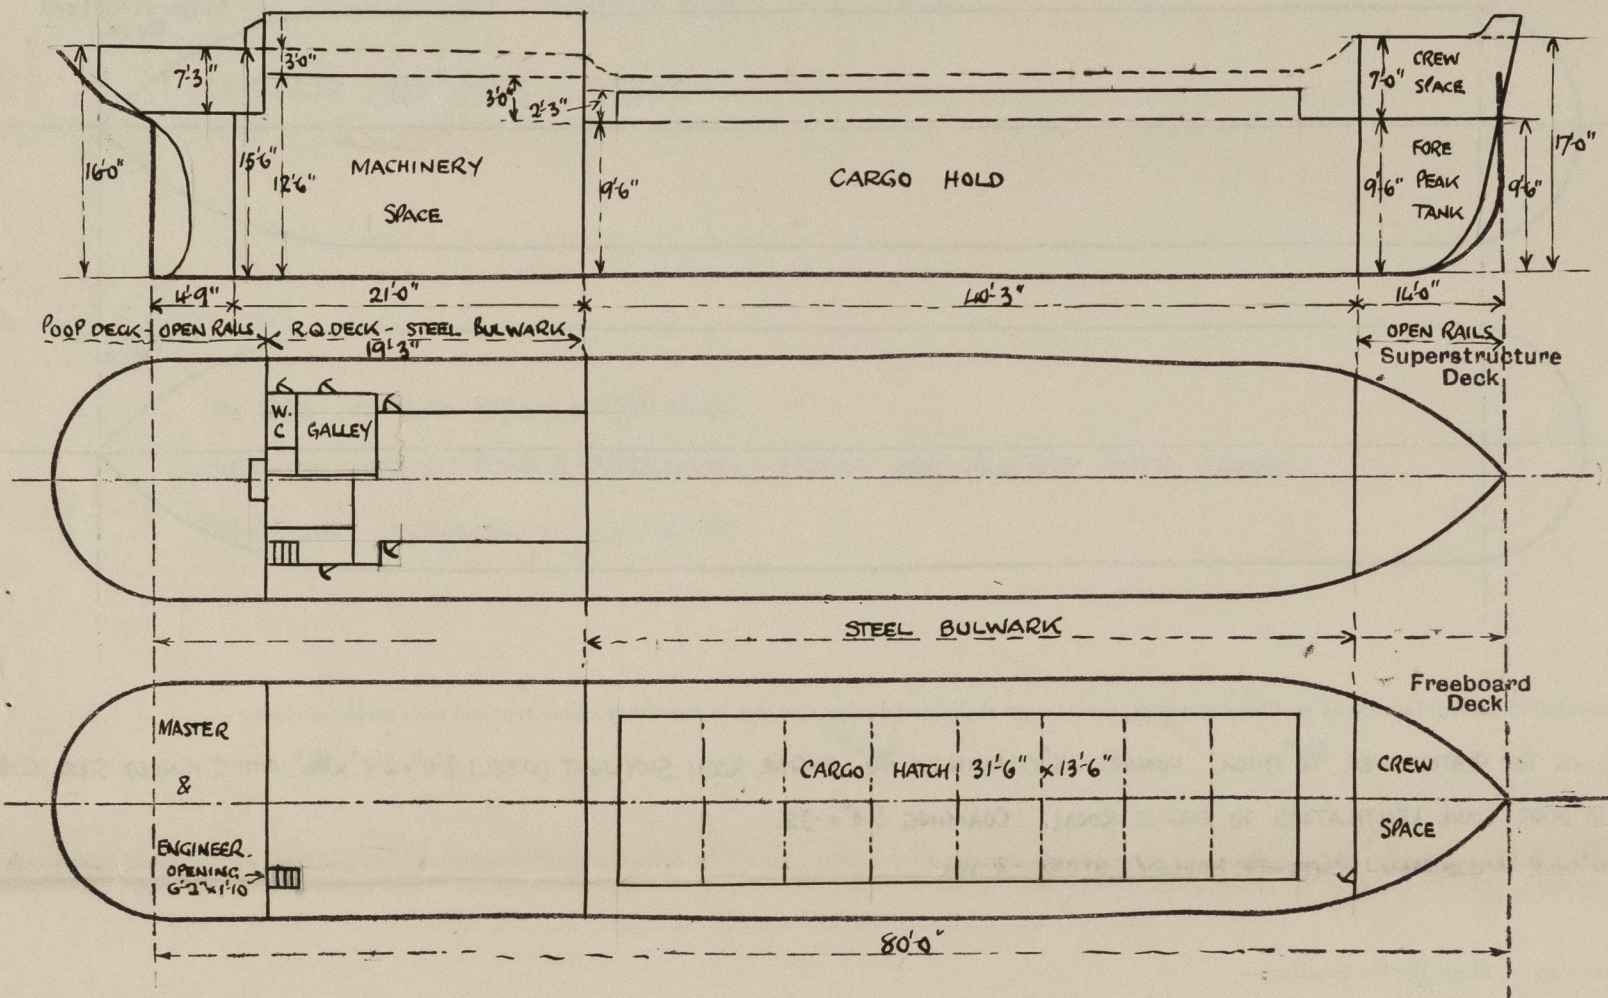 7'-3"
3'-0"
3'-0"
2'-3"
7'-0"
CREW
SPACE
16'-0"
15'-6"
12'-6"
MACHINERY
SPACE
9'-6"
CARGO HOLD
9'-6"
FORE
PEAK
TANK
9'-6"
17'-0"
4'-9"
21'-0"
40'-3"
14'-0"
POOP DECK - OPEN RAILS
R.Q. DECK - STEEL BULWARK
19'-3"
OPEN RAILS
Superstructure
Deck
W.
C
GALLEY
STEEL BULWARK
Freeboard
Deck
MASTER
&
ENGINEER.
OPENING
6'-2" x 1'-10"
CARGO HATCH 31'-6" x 13'-6"
CREW
SPACE
80'-0"